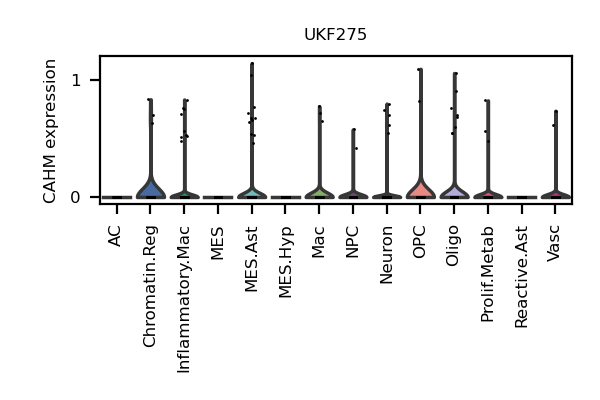 UKF275
CAHM expression
1
0
AC
Chromatin.Reg
Inflammatory.Mac
MES
MES.Ast
MES.Hyp
Mac
NPC
Neuron
OPC
Oligo
Prolif.Metab
Reactive.Ast
Vasc